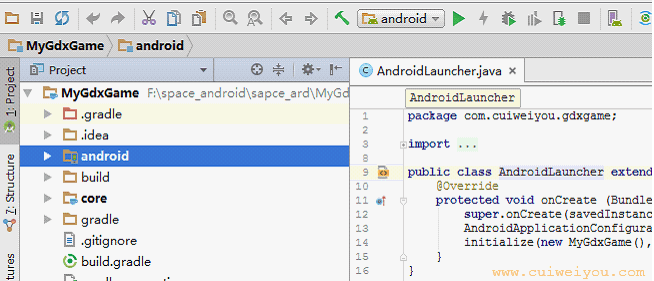 android
MyGdxGame
android
1: Project
7: Structure
Project
MyGdxGame F:\space_android\sapce_ard\MyGd
.gradle
.idea
android
build
core
gradle
.gitignore
build.gradle
AndroidLauncher.java
AndroidLauncher
1 package com.cuiweiyou.gdxgame;
2
3 import ...
8
9 public class AndroidLauncher extend
10 @Override
11 protected void onCreate (Bundle
12 super.onCreate(savedInstanc
13 AndroidApplicationConfigura
14 initialize(new MyGdxGame(),
15 }
16 }
www.cuiweiyou.com